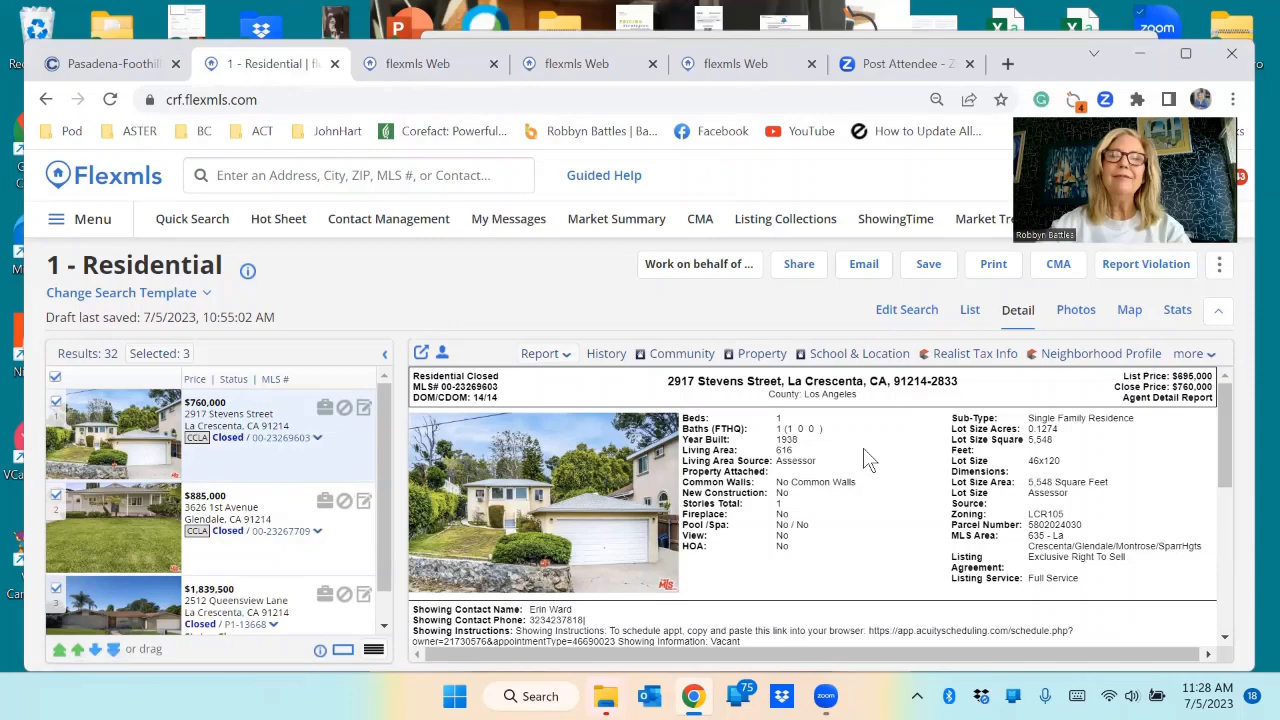 zoom
Rec
Pasadena-Foothil
1 - Residential | fl
flexmls Web
flexmls Web
flexmls Web
Post Attendee - Z
crf.flexmls.com
4
Pod
ASTER
BC
ACT
JohnHart
Corefact: Powerful...
Robbyn Battles | Ba...
Facebook
YouTube
How to Update All...
Flexmls
Enter an Address, City, ZIP, MLS #, or Contact...
Guided Help
Robbyn Battles
Menu
Quick Search
Hot Sheet
Contact Management
My Messages
Market Summary
CMA
Listing Collections
ShowingTime
Market Tre
1 - Residential
Work on behalf of ...
Share
Email
Save
Print
CMA
Report Violation
Change Search Template
Draft last saved: 7/5/2023, 10:55:02 AM
Edit Search
List
Detail
Photos
Map
Stats
Results: 32
Selected: 3
Report
History
Community
Property
School & Location
Realist Tax Info
Neighborhood Profile
more
Price | Status | MLS #
1
$760,000
2917 Stevens Street
La Crescenta, CA 91214
CCLA Closed / 00-23269603
2
$885,000
3626 1st Avenue
Glendale, CA 91214
CCLA Closed / 00-23267709
3
$1,839,500
2512 Queensview Lane
La Crescenta, CA 91214
Closed / P1-13668
or drag
Residential Closed
MLS# 00-23269603
DOM/CDOM: 14/14
2917 Stevens Street, La Crescenta, CA, 91214-2833
County: Los Angeles
List Price: $695,000
Close Price: $760,000
Agent Detail Report
Beds: 1
Baths (FTHQ): 1 (1 0 0 )
Year Built: 1938
Living Area: 616
Living Area Source: Assessor
Property Attached:
Common Walls: No Common Walls
New Construction: No
Stories Total: 1
Fireplace: No
Pool /Spa: No / No
View: No
HOA: No
Sub-Type: Single Family Residence
Lot Size Acres: 0.1274
Lot Size Square 5,548
Feet:
Lot Size 46x120
Dimensions:
Lot Size Area: 5,548 Square Feet
Lot Size Assessor
Source:
Zoning: LCR105
Parcel Number: 5802024030
MLS Area: 635 - La
Crescenta/Glendale/Montrose/SparrHgts
Listing Exclusive Right To Sell
Agreement:
Listing Service: Full Service
Showing Contact Name: Erin Ward
Showing Contact Phone: 3234237818|
Showing Instructions: Showing Instructions: To schedule appt, copy and paste this link into your browser: https://app.acuityscheduling.com/schedule.php?
owner=21730576&appointmentType=46690023 Showing Information: Vacant
Search
75
11:28 AM
7/5/2023
18